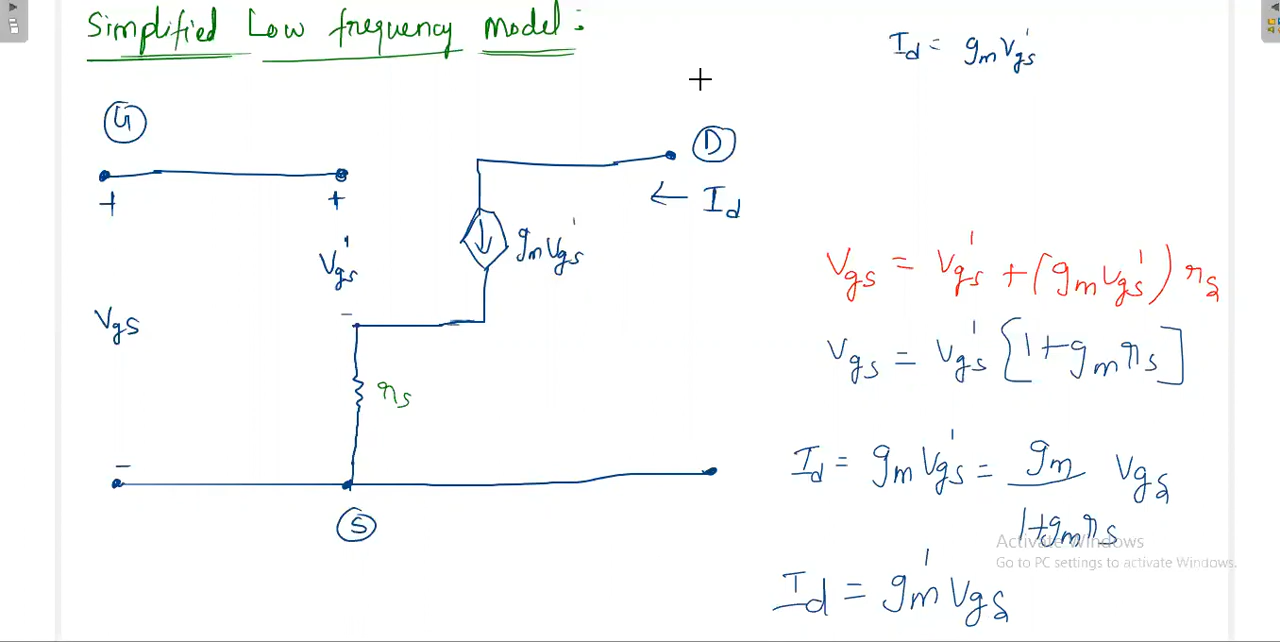 Simplified Low frequency Model :
Id = gmVgs'
G
D
+
+
← Id
Vgs'
gmVgs'
Vgs = Vgs' + (gmVgs') rs
-
Vgs
Vgs = Vgs' [1+gmrs]
rs
Id = gmVgs' = gm/1+gmrs Vgs
-
S
Activate Windows
Go to PC settings to activate Windows.
Id = gm' Vgs